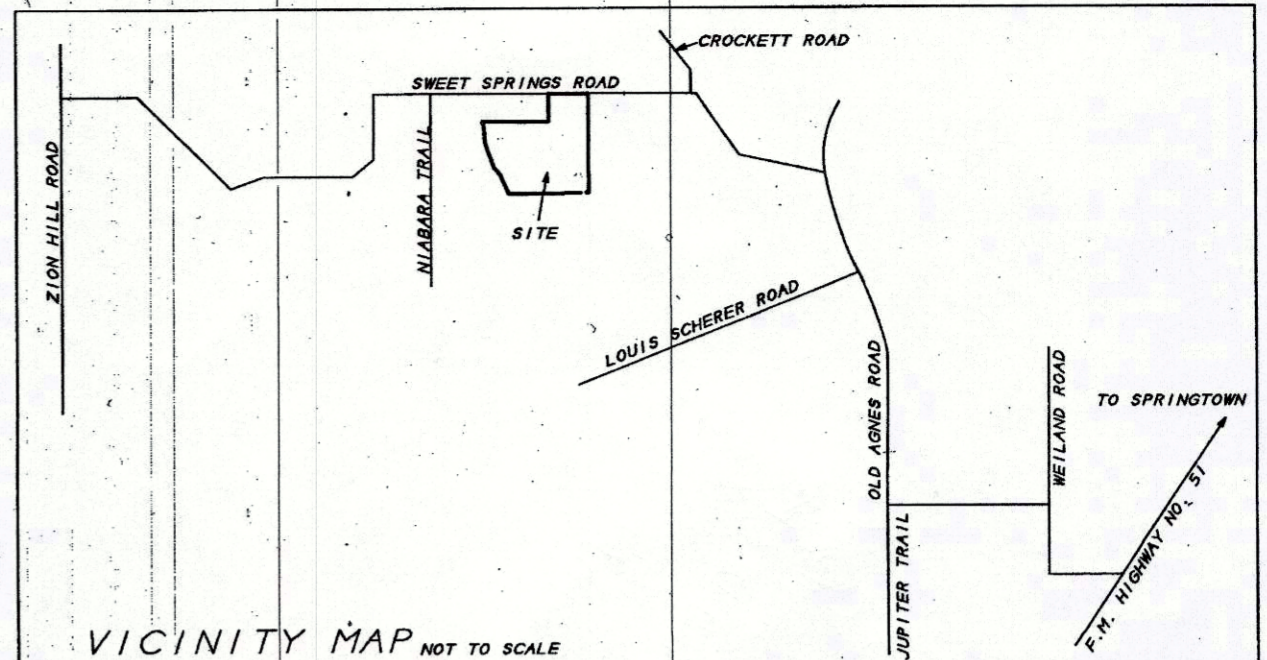 CROCKETT ROAD
SWEET SPRINGS ROAD
ZION HILL ROAD
NIABARA TRAIL
SITE
LOUIS SCHERER ROAD
OLD AGNES ROAD
WEILAND ROAD
TO SPRINGTOWN
F.M. HIGHWAY NO. 51
JUPITER TRAIL
VICINITY MAP NOT TO SCALE